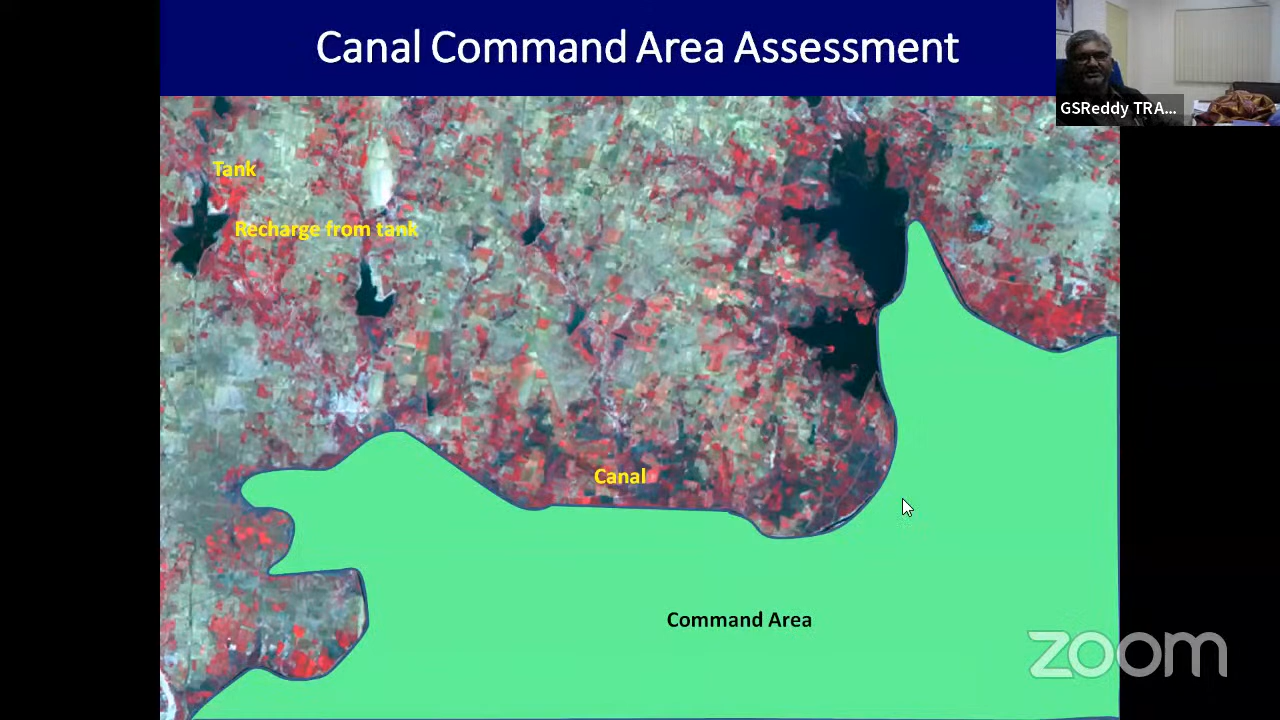 Canal Command Area Assessment
GSReddy TRA...
Tank
Recharge from tank
Canal
Command Area
zoom